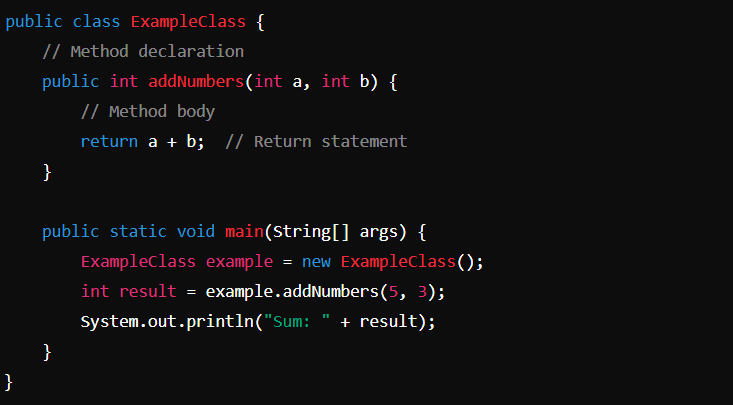 public class ExampleClass {
    // Method declaration
    public int addNumbers(int a, int b) {
        // Method body
        return a + b;  // Return statement
    }

    public static void main(String[] args) {
        ExampleClass example = new ExampleClass();
        int result = example.addNumbers(5, 3);
        System.out.println("Sum: " + result);
    }
}